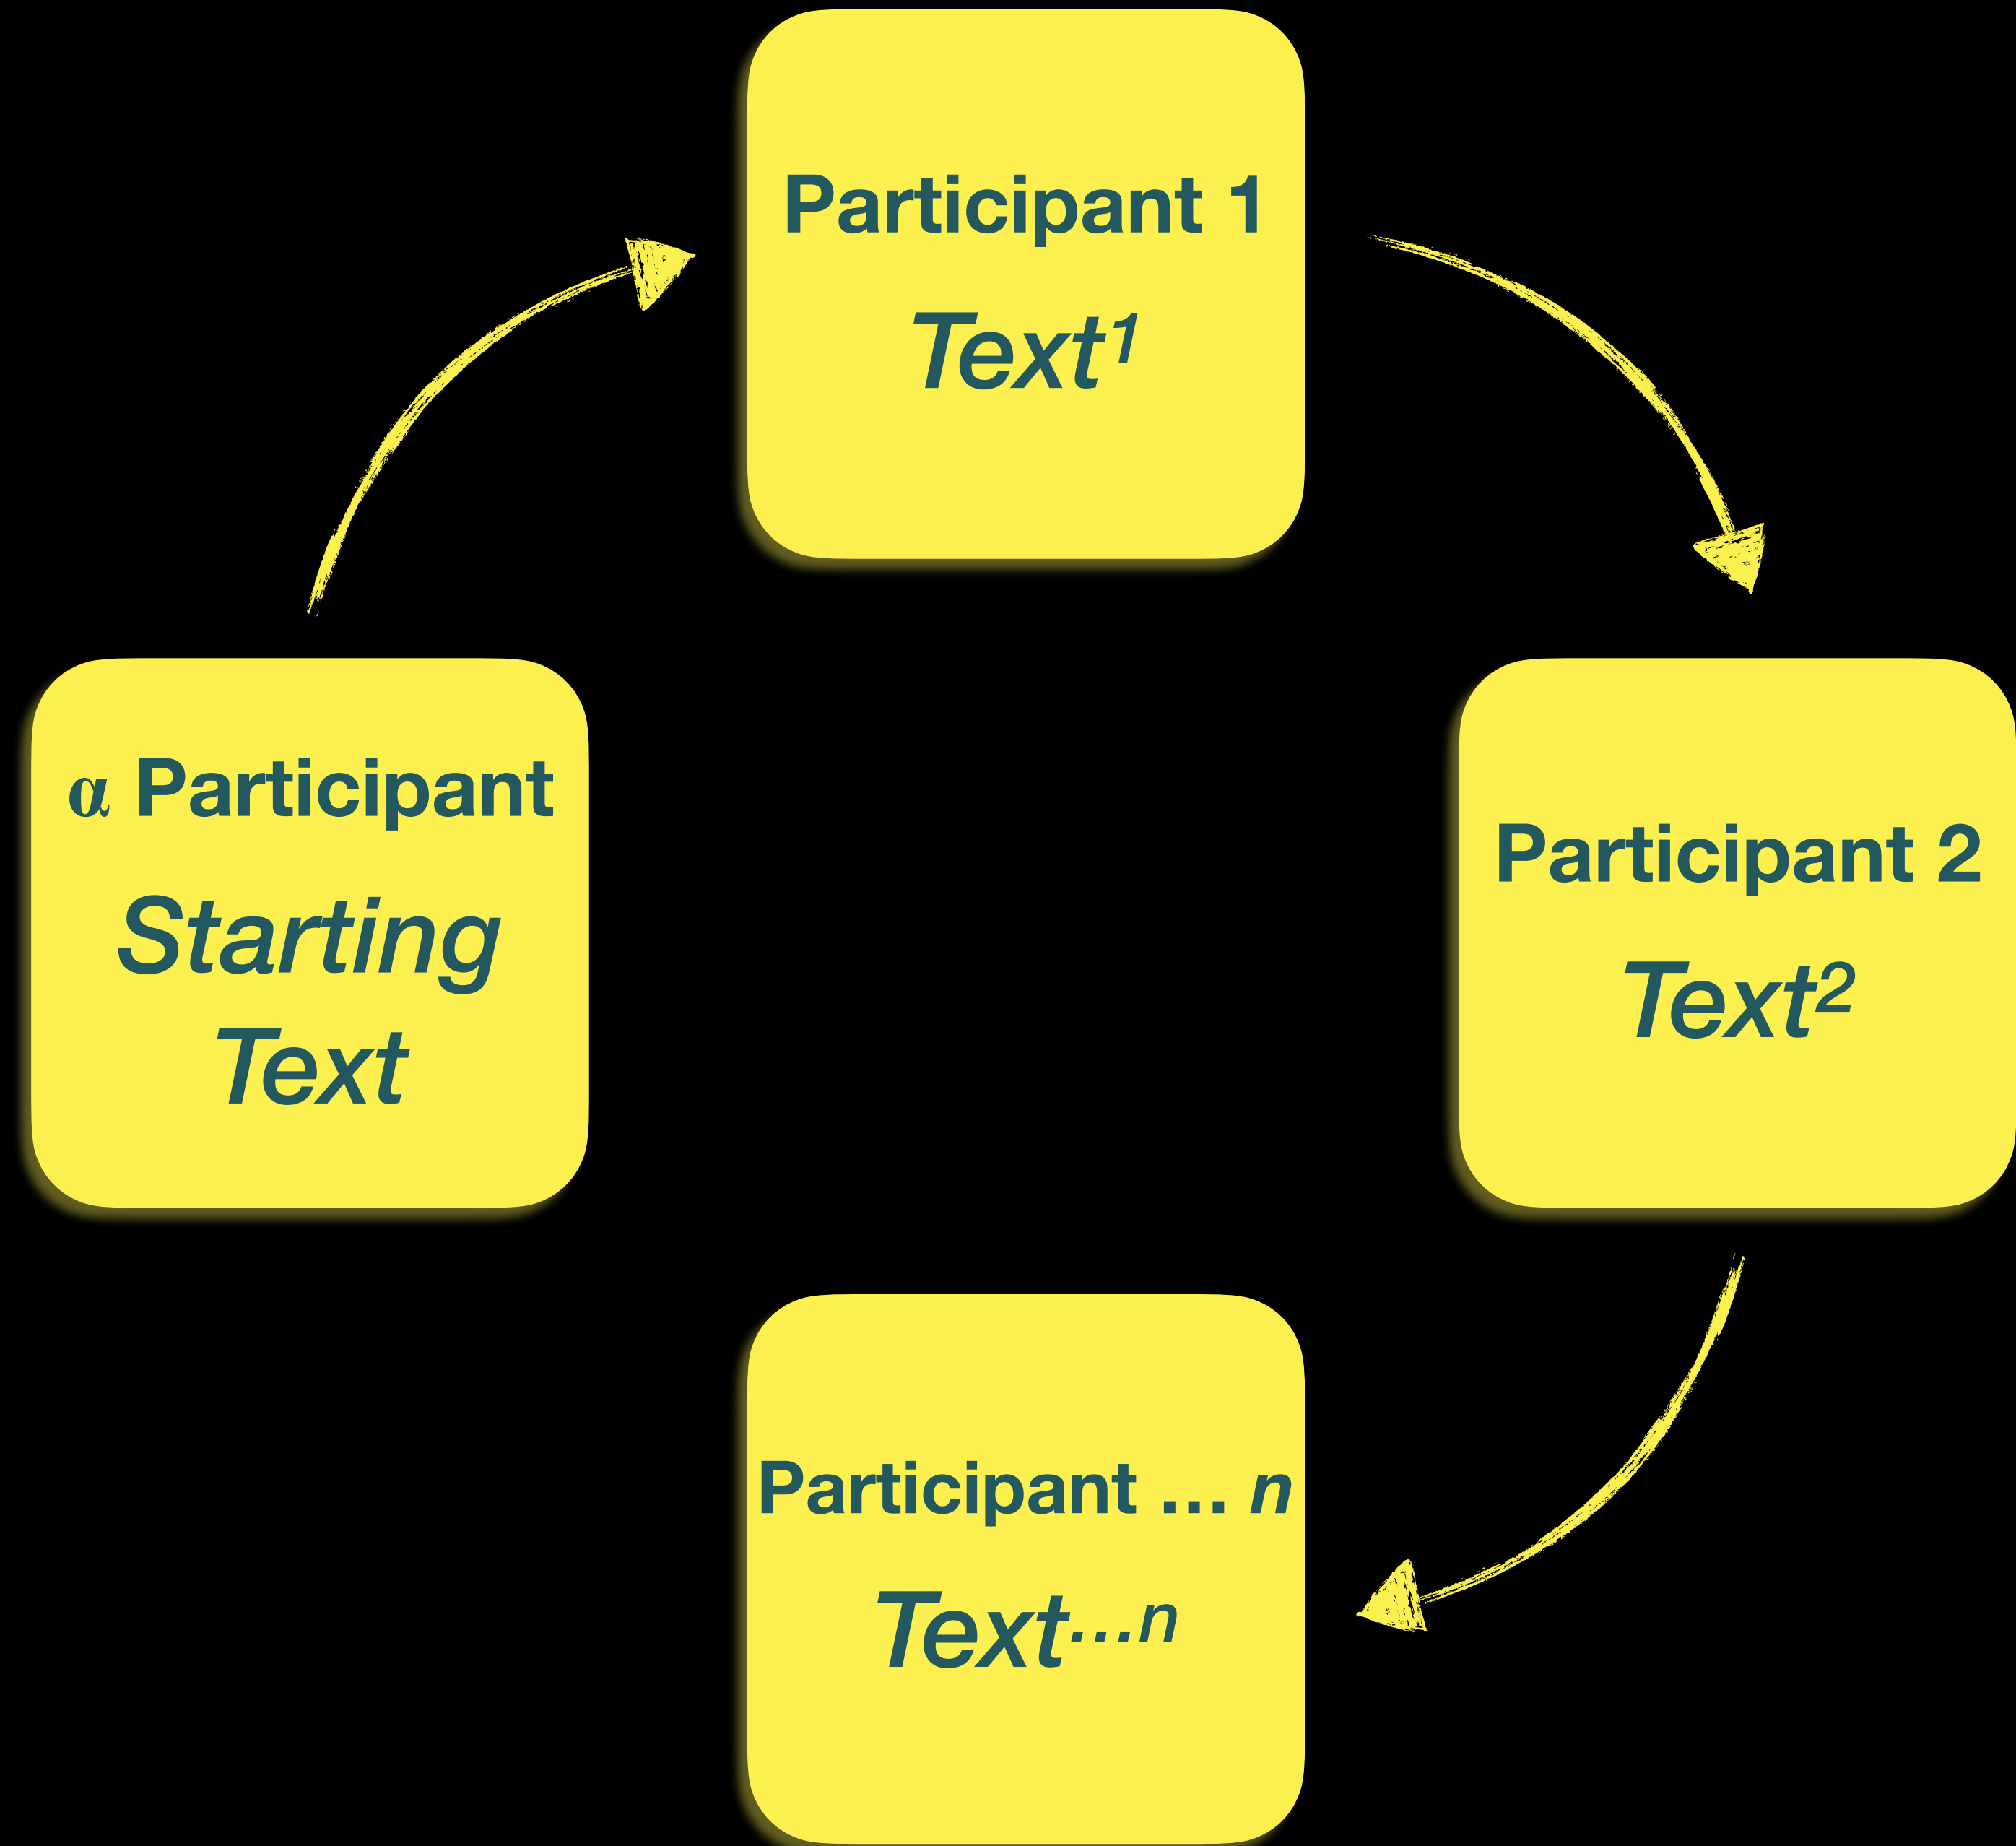 Participant 1
Text¹
α Participant
Starting
Text
Participant 2
Text²
Participant ... n
Text...n